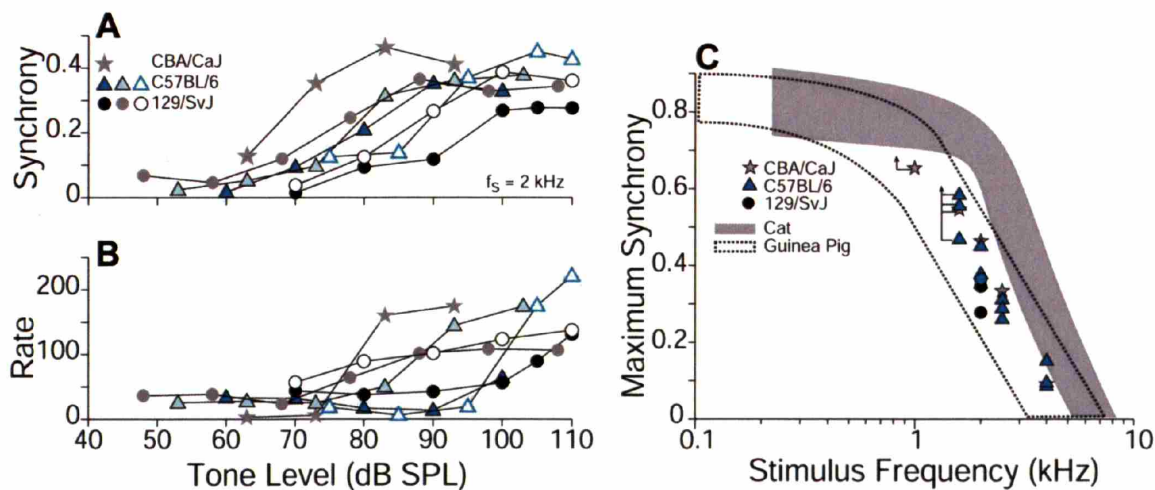 A
Synchrony
0.4
0.2
0
CBA/CaJ
C57BL/6
129/SvJ
fS = 2 kHz
B
Rate
200
100
0
40 50 60 70 80 90 100 110
Tone Level (dB SPL)
C
Maximum Synchrony
0.8
0.6
0.4
0.2
0
CBA/CaJ
C57BL/6
129/SvJ
Cat
Guinea Pig
0.1 1 10
Stimulus Frequency (kHz)